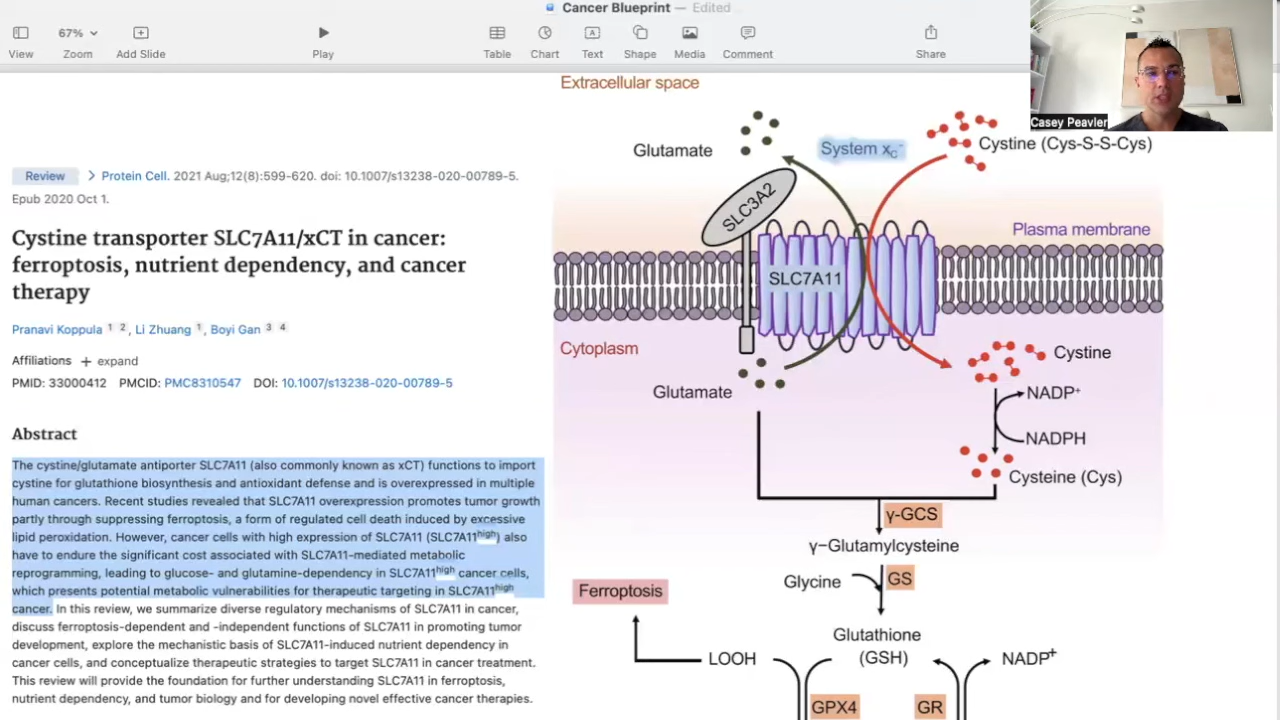 Cancer Blueprint — Edited
View
67%
Zoom
Add Slide
Play
Table
Chart
Text
Shape
Media
Comment
Share
Casey Peavler
Review
Protein Cell. 2021 Aug;12(8):599-620. doi: 10.1007/s13238-020-00789-5.
Epub 2020 Oct 1.
Cystine transporter SLC7A11/xCT in cancer:
ferroptosis, nutrient dependency, and cancer
therapy
Pranavi Koppula 1 2, Li Zhuang 1, Boyi Gan 3 4
Affiliations + expand
PMID: 33000412 PMCID: PMC8310547 DOI: 10.1007/s13238-020-00789-5
Abstract
The cystine/glutamate antiporter SLC7A11 (also commonly known as xCT) functions to import
cystine for glutathione biosynthesis and antioxidant defense and is overexpressed in multiple
human cancers. Recent studies revealed that SLC7A11 overexpression promotes tumor growth
partly through suppressing ferroptosis, a form of regulated cell death induced by excessive
lipid peroxidation. However, cancer cells with high expression of SLC7A11 (SLC7A11high) also
have to endure the significant cost associated with SLC7A11-mediated metabolic
reprogramming, leading to glucose- and glutamine-dependency in SLC7A11high cancer cells,
which presents potential metabolic vulnerabilities for therapeutic targeting in SLC7A11high
cancer. In this review, we summarize diverse regulatory mechanisms of SLC7A11 in cancer,
discuss ferroptosis-dependent and -independent functions of SLC7A11 in promoting tumor
development, explore the mechanistic basis of SLC7A11-induced nutrient dependency in
cancer cells, and conceptualize therapeutic strategies to target SLC7A11 in cancer treatment.
This review will provide the foundation for further understanding SLC7A11 in ferroptosis,
nutrient dependency, and tumor biology and for developing novel effective cancer therapies.
Extracellular space
Glutamate
System xc-
Cystine (Cys-S-S-Cys)
SLC3A2
Plasma membrane
SLC7A11
Cytoplasm
Cystine
Glutamate
NADP+
NADPH
Cysteine (Cys)
γ-GCS
γ−Glutamylcysteine
Glycine
GS
Ferroptosis
Glutathione
(GSH)
LOOH
NADP+
GPX4
GR